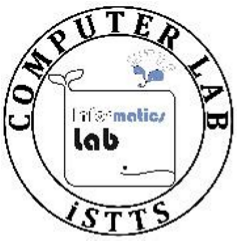 COMPUTER LAB
Informatics
Lab
iSTTS